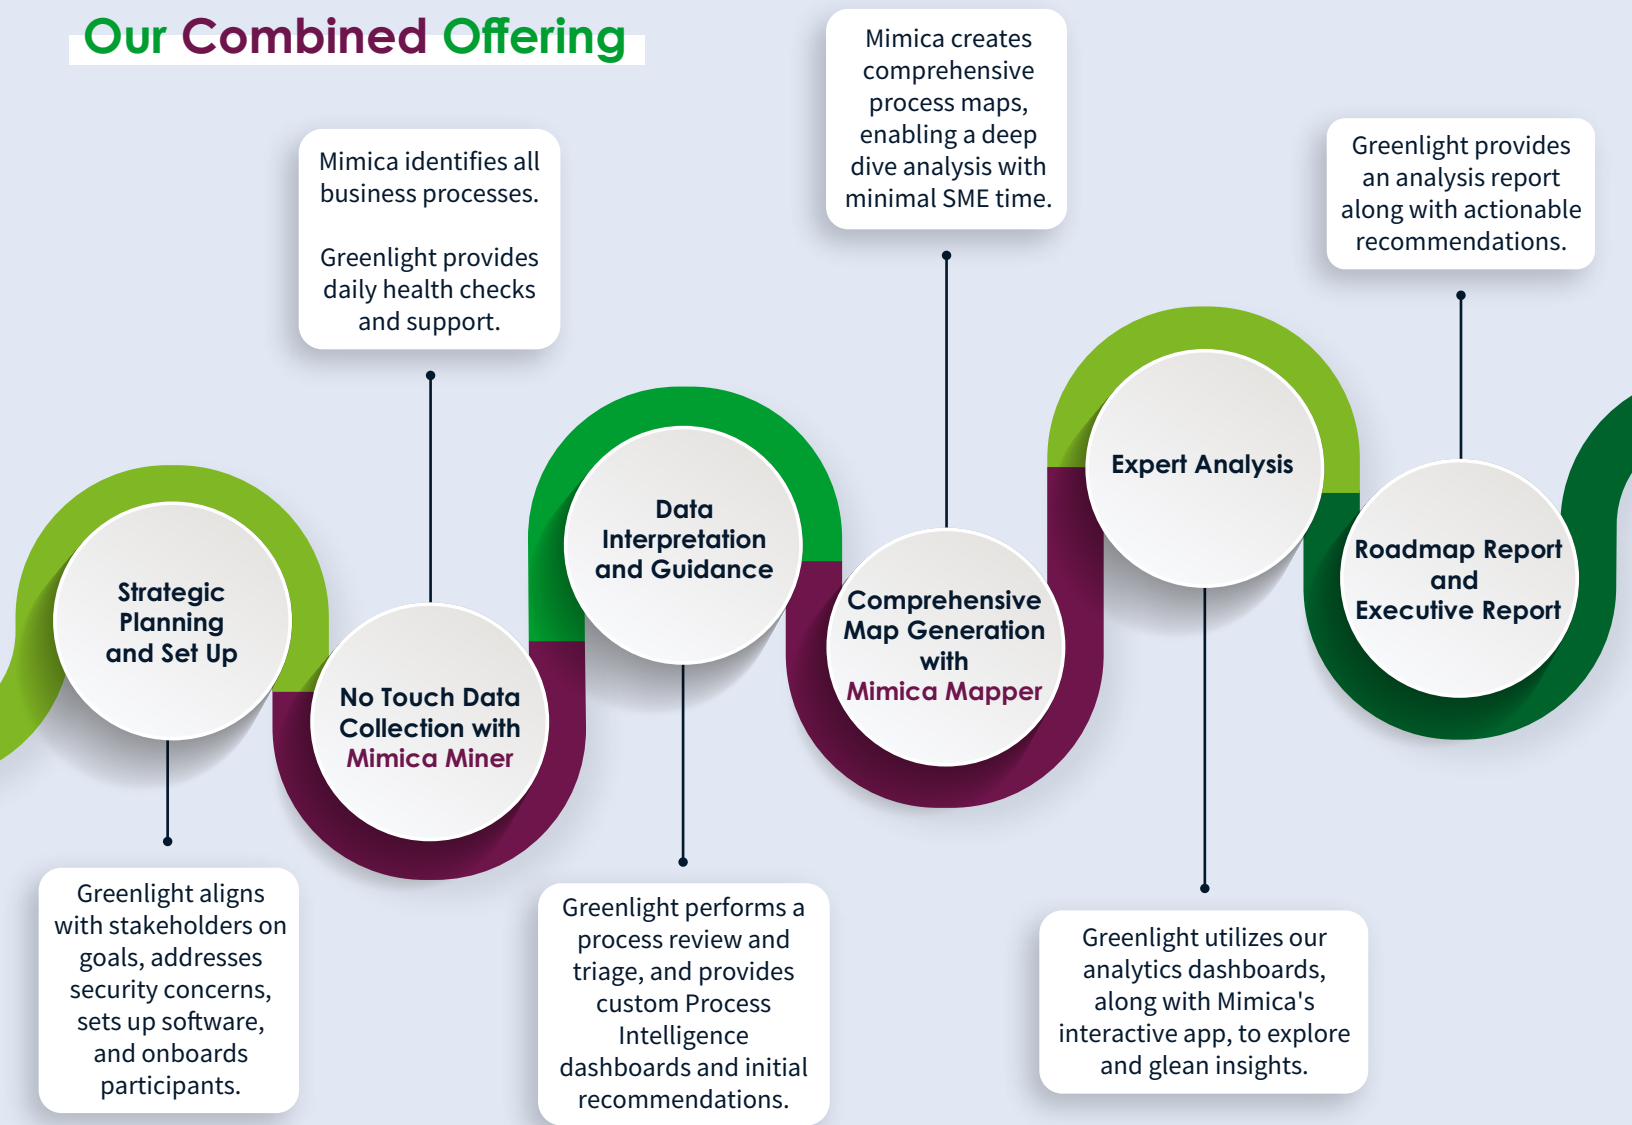 Our Combined Offering
Strategic
Planning
and Set Up
Greenlight aligns
with stakeholders on
goals, addresses
security concerns,
sets up software,
and onboards
participants.
Mimica identifies all
business processes.
Greenlight provides
daily health checks
and support.
No Touch Data
Collection with
Mimica Miner
Data
Interpretation
and Guidance
Greenlight performs a
process review and
triage, and provides
custom Process
Intelligence
dashboards and initial
recommendations.
Mimica creates
comprehensive
process maps,
enabling a deep
dive analysis with
minimal SME time.
Comprehensive
Map Generation
with
Mimica Mapper
Expert Analysis
Greenlight utilizes our
analytics dashboards,
along with Mimica's
interactive app, to explore
and glean insights.
Greenlight provides
an analysis report
along with actionable
recommendations.
Roadmap Report
and
Executive Report